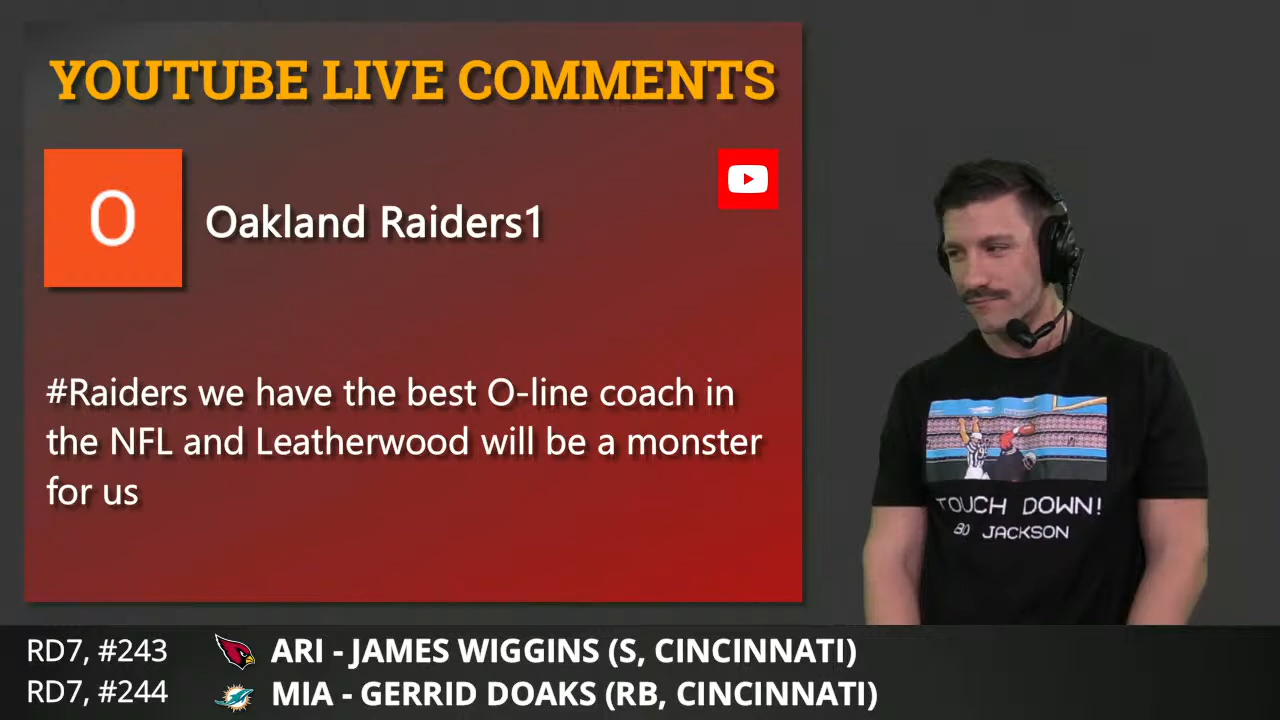 YOUTUBE LIVE COMMENTS
O
Oakland Raiders1
#Raiders we have the best O-line coach in
the NFL and Leatherwood will be a monster
for us
TOUCH DOWN!
BO JACKSON
RD7, #243 ARI - JAMES WIGGINS (S, CINCINNATI)
RD7, #244 MIA - GERRID DOAKS (RB, CINCINNATI)